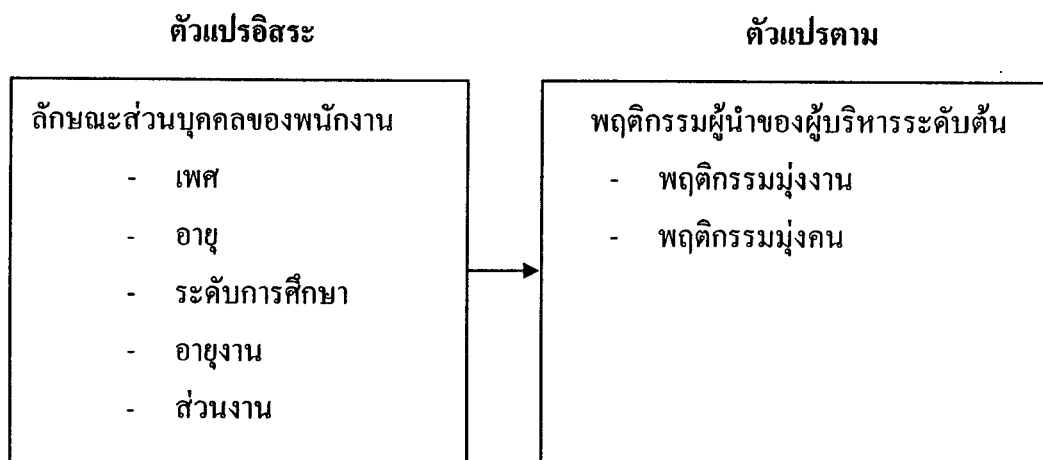 ตัวแปรอิสระ
ตัวแปรตาม
ลักษณะส่วนบุคคลของพนักงาน
- เพศ
- อายุ
- ระดับการศึกษา
- อายุงาน
- ส่วนงาน
พฤติกรรมผู้นำของผู้บริหารระดับต้น
- พฤติกรรมมุ่งงาน
- พฤติกรรมมุ่งคน